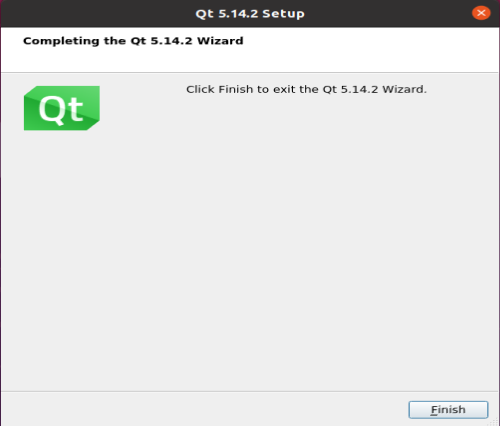 Qt 5.14.2 Setup
Completing the Qt 5.14.2 Wizard
Qt
Click Finish to exit the Qt 5.14.2 Wizard.
Finish